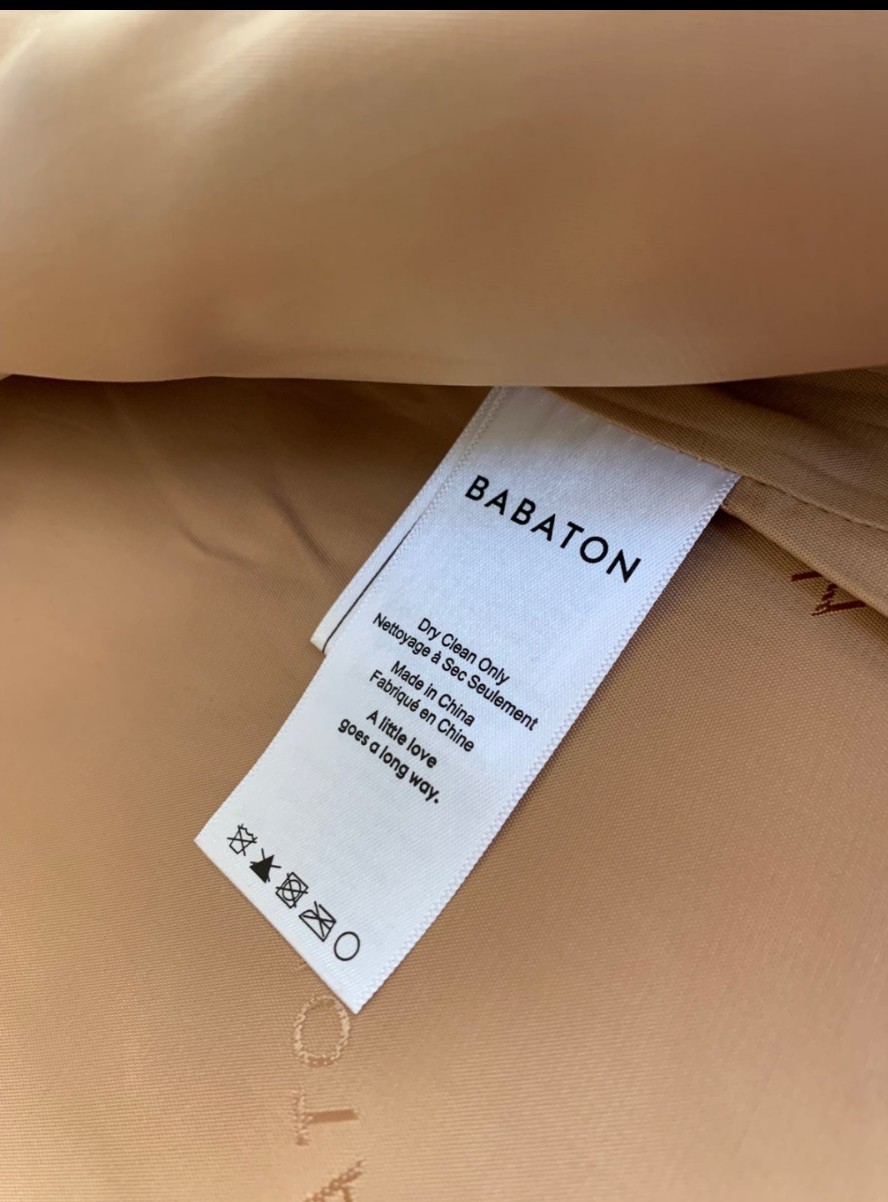 BABATON
Dry Clean Only
Nettoyage à Sec Seulement
Made in China
Fabriqué en Chine
A little love
goes a long way.